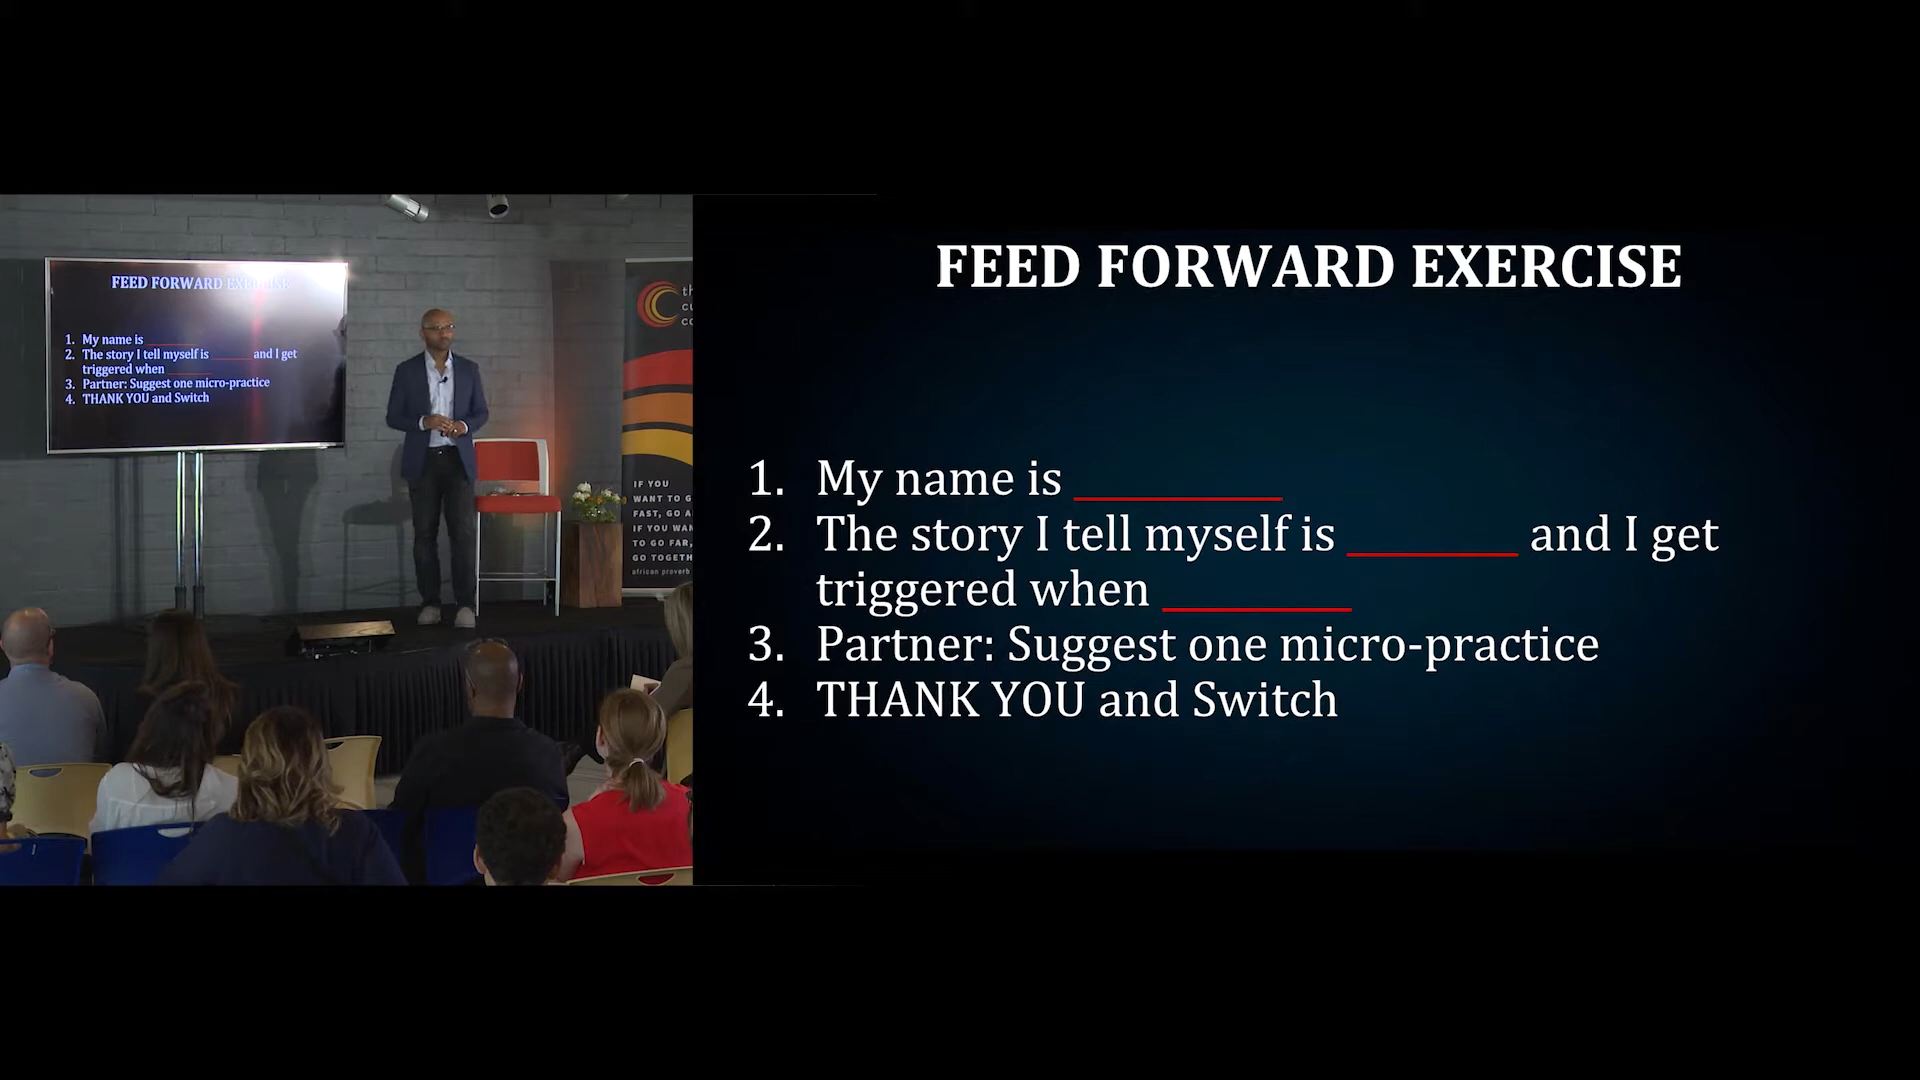 FEED FORWARD EXERCISE
1. My name is
2. The story I tell myself is and I get
triggered when
3. Partner: Suggest one micro-practice
4. THANK YOU and Switch
IF YOU
WANT TO G
FAST, GO A
IF YOU WAN
TO GO FAR,
GO TOGETH
african proverb
FEED FORWARD EXERCISE
1. My name is __________
2. The story I tell myself is ________ and I get
triggered when _________
3. Partner: Suggest one micro-practice
4. THANK YOU and Switch